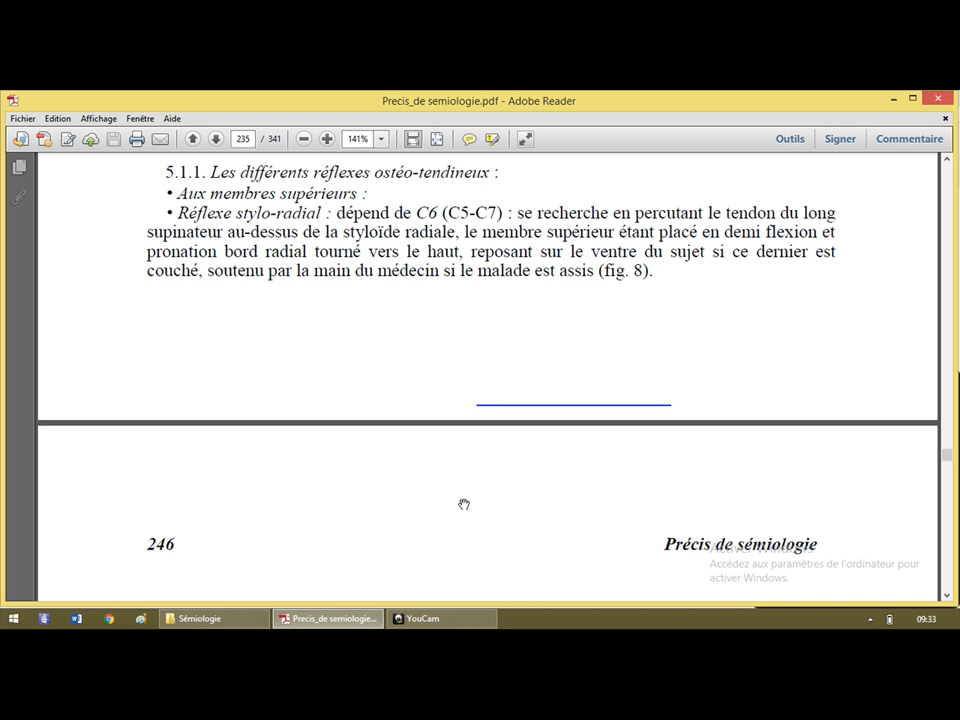 Precis_de semiologie.pdf - Adobe Reader
Fichier Edition Affichage Fenêtre Aide
235 / 341 141% Outils Signer Commentaire
5.1.1. Les différents réflexes ostéo-tendineux :
• Aux membres supérieurs :
• Réflexe stylo-radial : dépend de C6 (C5-C7) : se recherche en percutant le tendon du long
supinateur au-dessus de la styloïde radiale, le membre supérieur étant placé en demi flexion et
pronation bord radial tourné vers le haut, reposant sur le ventre du sujet si ce dernier est
couché, soutenu par la main du médecin si le malade est assis (fig. 8).
246 Précis de sémiologie
Activer Windows
Accédez aux paramètres de l'ordinateur pour
activer Windows.
Sémiologie Precis_de semiologie... YouCam 09:33